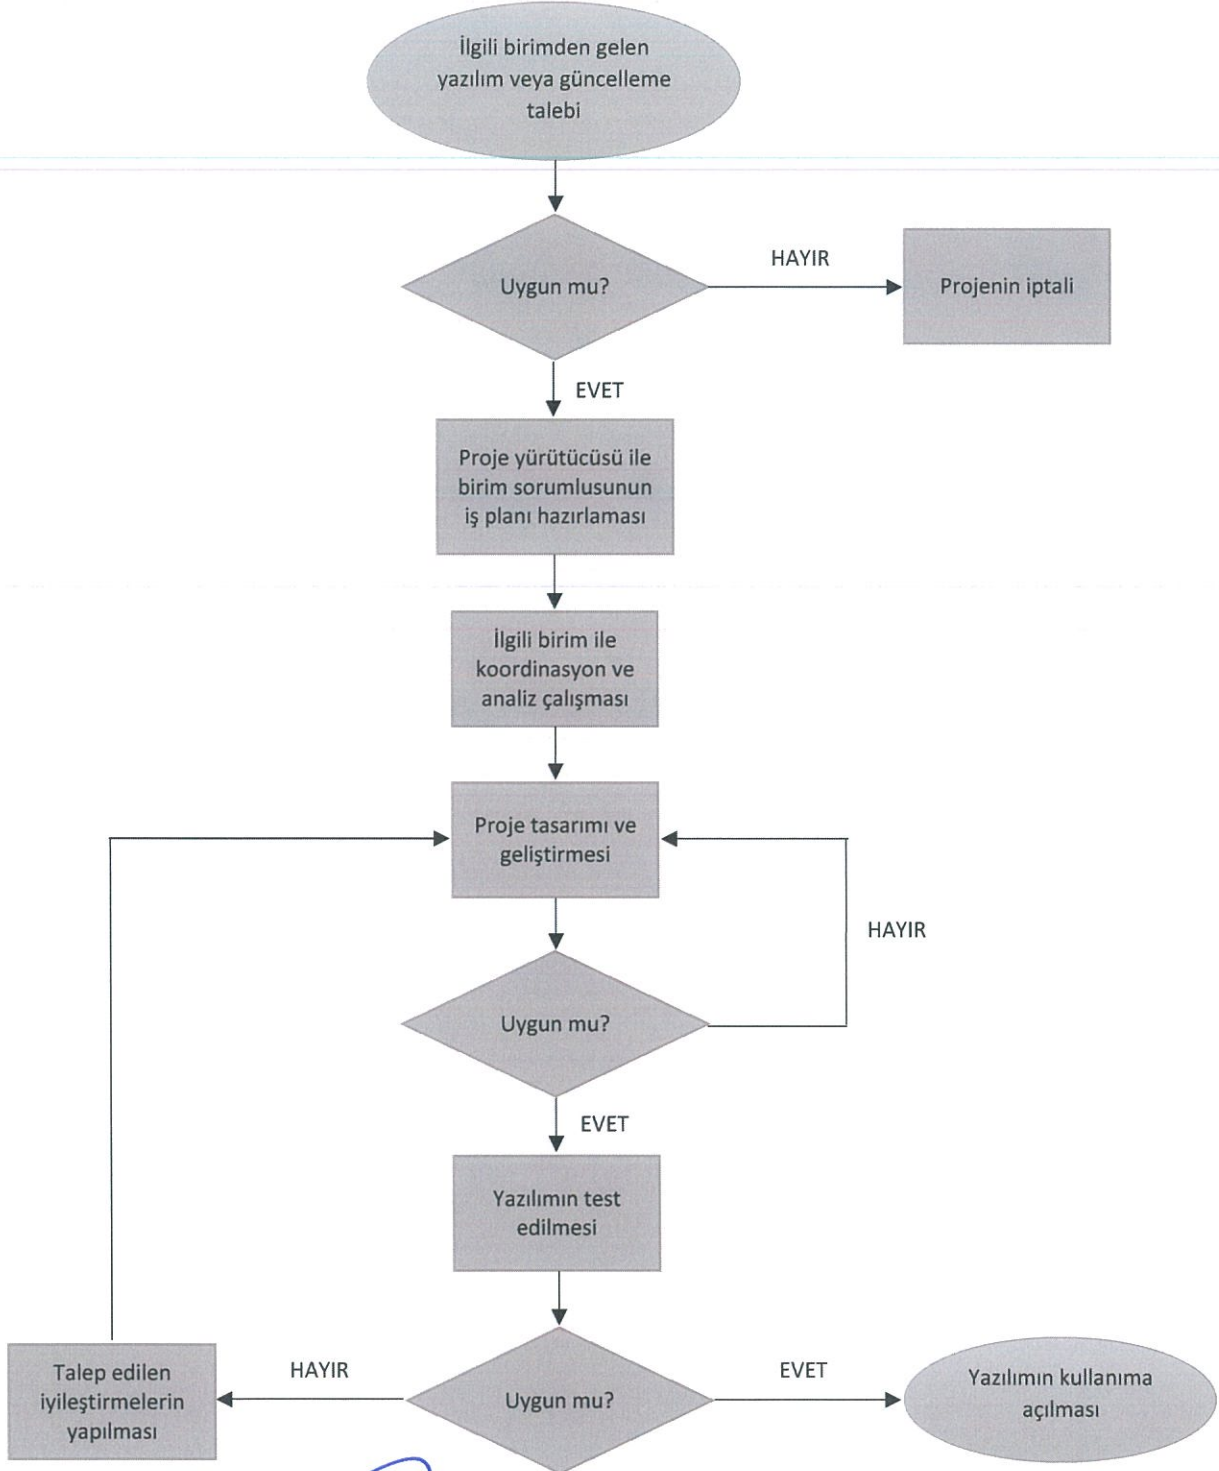 İlgili birimden gelen
yazılım veya güncelleme
talebi
Uygun mu?
HAYIR
Projenin iptali
EVET
Proje yürütücüsü ile
birim sorumlusunun
iş planı hazırlaması
İlgili birim ile
koordinasyon ve
analiz çalışması
Proje tasarımı ve
geliştirmesi
HAYIR
Uygun mu?
EVET
Yazılımın test
edilmesi
Talep edilen
iyileştirmelerin
yapılması
HAYIR
Uygun mu?
EVET
Yazılımın kullanıma
açılması